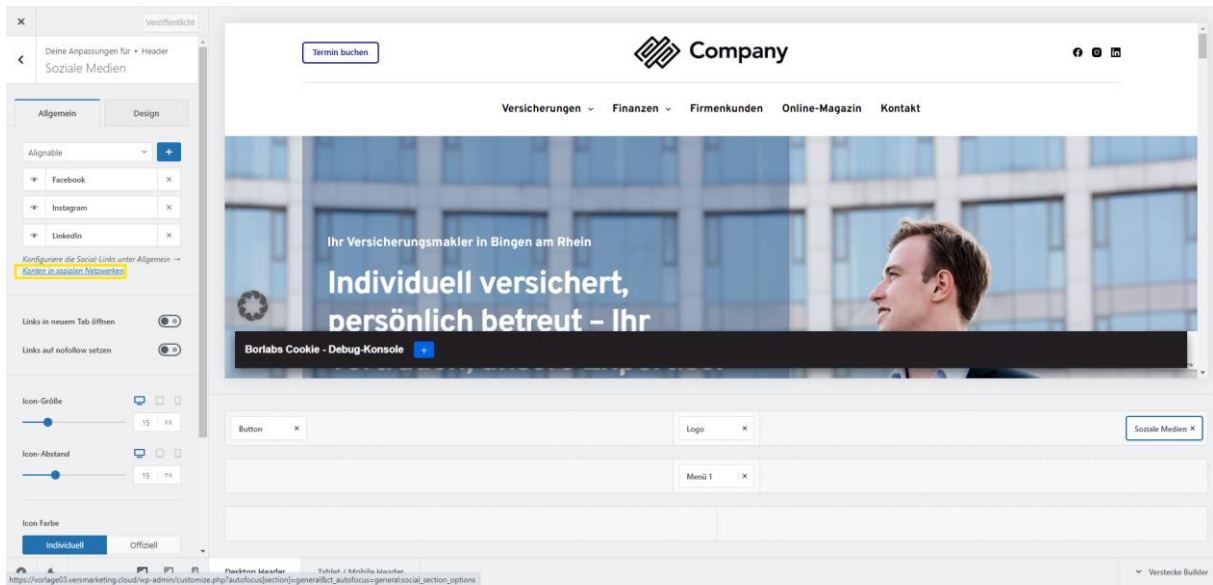 Veröffentlicht
Deine Anpassungen für ‣ Header
Soziale Medien
Allgemein
Design
Alignable
Facebook
Instagram
LinkedIn
Konfiguriere die Social-Links unter Allgemein →
Konten in sozialen Netzwerken
Links in neuem Tab öffnen
Links auf nofollow setzen
Icon-Größe
15 PX
Icon-Abstand
15 PX
Icon Farbe
Individuell
Offiziell
Termin buchen
Company
Versicherungen
Finanzen
Firmenkunden
Online-Magazin
Kontakt
Ihr Versicherungsmakler in Bingen am Rhein
Individuell versichert,
persönlich betreut – Ihr
Vertrauen, unsere Expertise.
Borlabs Cookie - Debug-Konsole +
Button ×
Logo ×
Soziale Medien ×
Menü 1 ×
Desktop Header
Tablet / Mobile Header
Verstecke Builder
https://vorlage03.versmarketing.cloud/wp-admin/customize.php?autofocus[section]=general&ct_autofocus=general:social_section_options